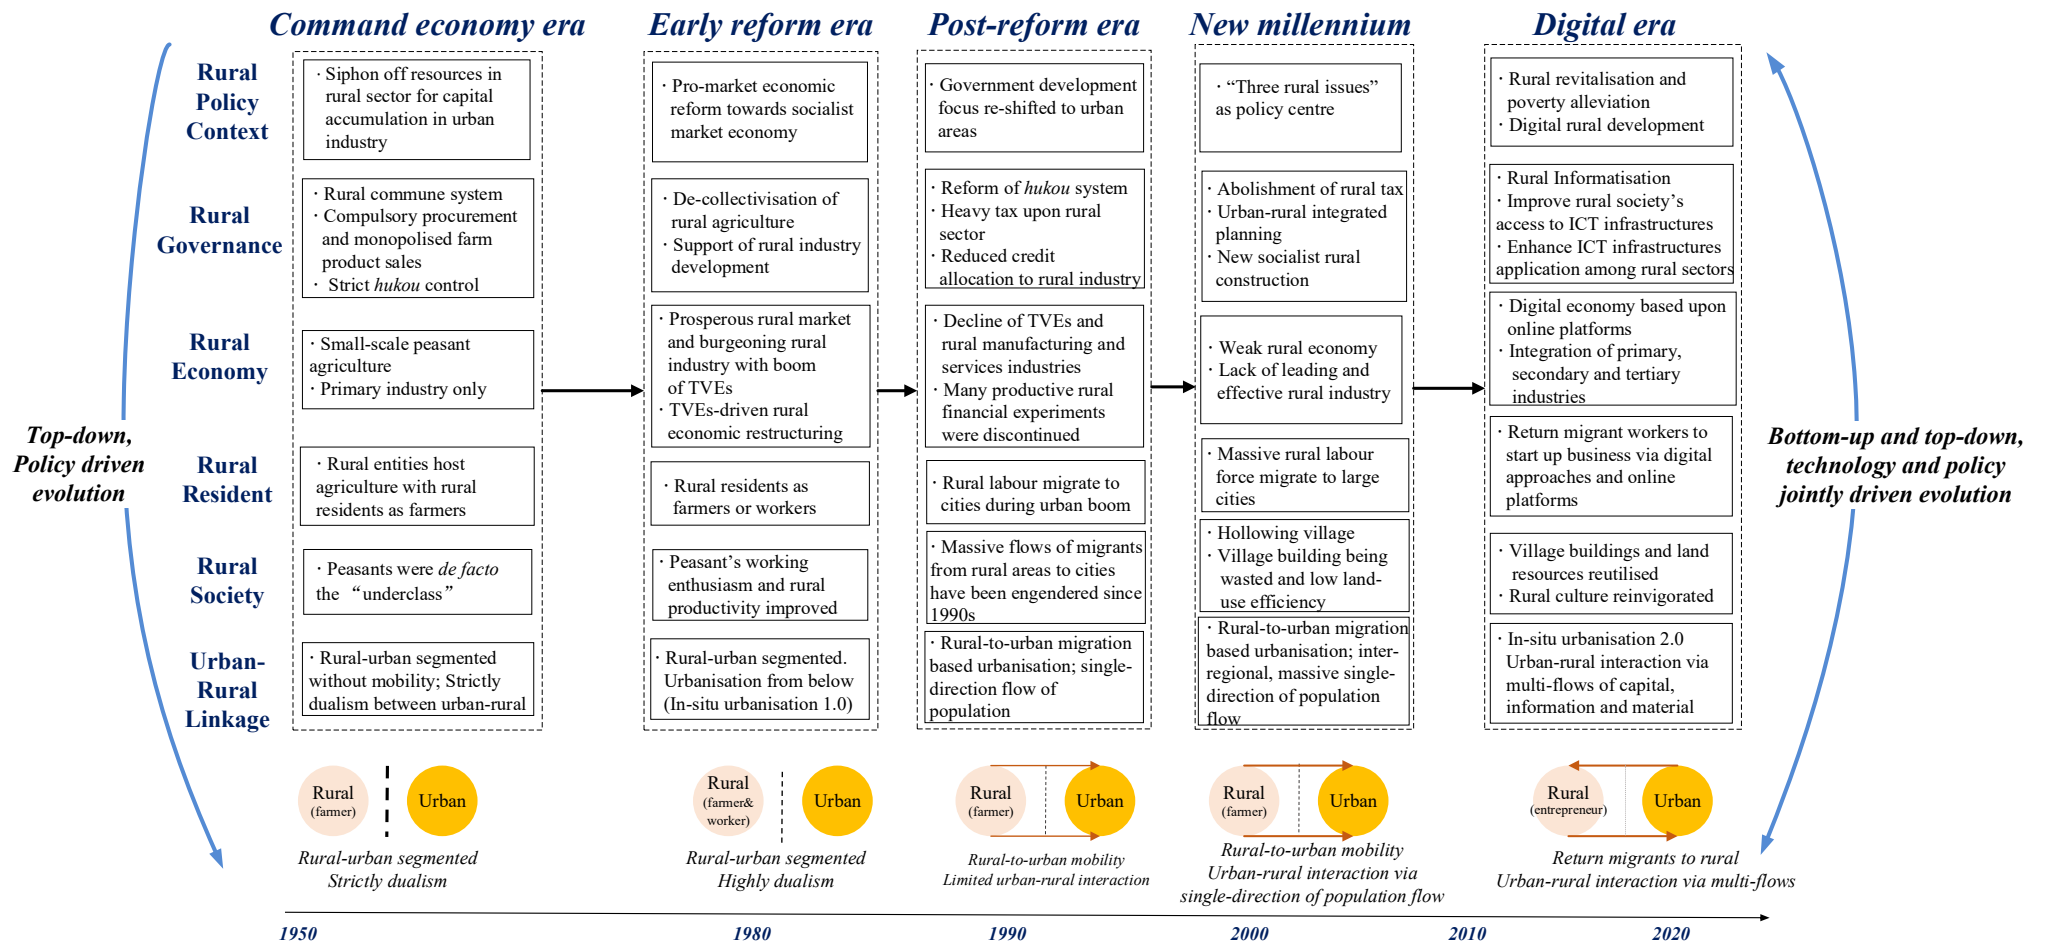 Command economy era
Early reform era
Post-reform era
New millennium
Digital era
Rural
Policy
Context
· Siphon off resources in
rural sector for capital
accumulation in urban
industry
· Pro-market economic
reform towards socialist
market economy
· Government development
focus re-shifted to urban
areas
· “Three rural issues”
as policy centre
· Rural revitalisation and
poverty alleviation
· Digital rural development
Rural
Governance
· Rural commune system
· Compulsory procurement
and monopolised farm
product sales
· Strict hukou control
· De-collectivisation of
rural agriculture
· Support of rural industry
development
· Reform of hukou system
· Heavy tax upon rural
sector
· Reduced credit
allocation to rural industry
· Abolishment of rural tax
· Urban-rural integrated
planning
· New socialist rural
construction
· Rural Informatisation
· Improve rural society’s
access to ICT infrastructures
· Enhance ICT infrastructures
application among rural sectors
Rural
Economy
· Small-scale peasant
agriculture
· Primary industry only
· Prosperous rural market
and burgeoning rural
industry with boom
of TVEs
· TVEs-driven rural
economic restructuring
· Decline of TVEs and
rural manufacturing and
services industries
· Many productive rural
financial experiments
were discontinued
· Weak rural economy
· Lack of leading and
effective rural industry
· Digital economy based upon
online platforms
· Integration of primary,
secondary and tertiary
industries
Top-down,
Policy driven
evolution
Bottom-up and top-down,
technology and policy
jointly driven evolution
Rural
Resident
· Rural entities host
agriculture with rural
residents as farmers
· Rural residents as
farmers or workers
· Rural labour migrate to
cities during urban boom
· Massive rural labour
force migrate to large
cities
· Return migrant workers to
start up business via digital
approaches and online
platforms
Rural
Society
· Peasants were de facto
the “underclass”
· Peasant’s working
enthusiasm and rural
productivity improved
· Massive flows of migrants
from rural areas to cities
have been engendered since
1990s
· Hollowing village
· Village building being
wasted and low land-
use efficiency
· Village buildings and land
resources reutilised
· Rural culture reinvigorated
Urban-
Rural
Linkage
· Rural-urban segmented
without mobility; Strictly
dualism between urban-rural
· Rural-urban segmented.
Urbanisation from below
(In-situ urbanisation 1.0)
· Rural-to-urban migration
based urbanisation; single-
direction flow of
population
· Rural-to-urban migration
based urbanisation; inter-
regional, massive single-
direction of population
flow
· In-situ urbanisation 2.0
Urban-rural interaction via
multi-flows of capital,
information and material
Rural
(farmer)
Urban
Rural-urban segmented
Strictly dualism
Rural
(farmer&
worker)
Urban
Rural-urban segmented
Highly dualism
Rural
(farmer)
Urban
Rural-to-urban mobility
Limited urban-rural interaction
Rural
(farmer)
Urban
Rural-to-urban mobility
Urban-rural interaction via
single-direction of population flow
Rural
(entrepreneur)
Urban
Return migrants to rural
Urban-rural interaction via multi-flows
1950
1980
1990
2000
2010
2020